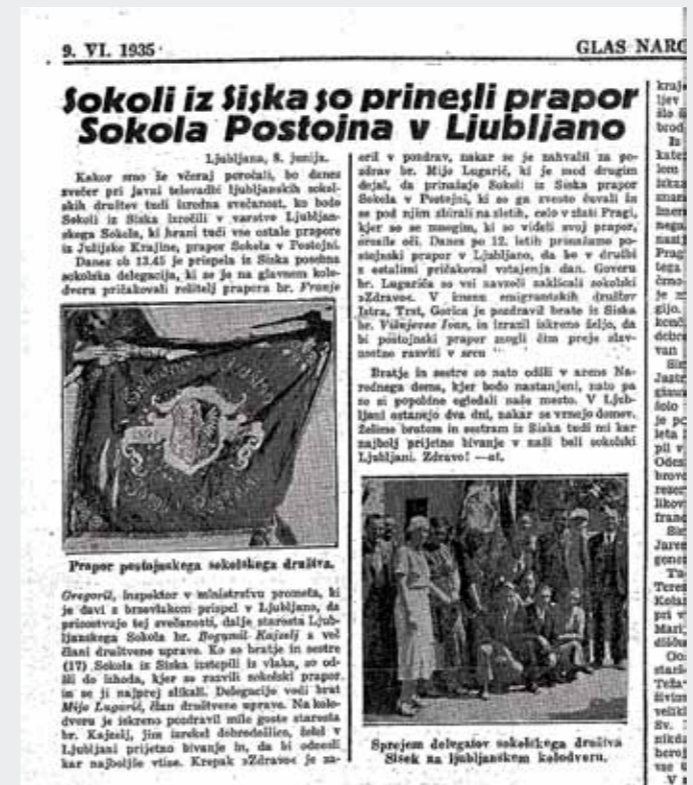 9. VI. 1935
GLAS NARO
Sokoli iz Siska so prinesli prapor
Sokola Postojna v Ljubljano
Ljubljana, 8. junija.
Kakor smo že včeraj poročali, bo danes
zvečer pri javni telovadbi ljubljanskih sokol-
skih društev tudi izredna svečanost, ko bodo
Sokoli iz Siska izročili v varstvo Ljubljan-
skega Sokola, ki hrani tudi vse ostale prapore
iz Julijske Krajine, prapor Sokola v Postojni.
Danes ob 13.45 je prispela iz Siska posebna
sokolska delegacija, ki so je na glavnem kolo-
dvoru pričakovali rešitelj prapora br. Franje
Prapor postojnskega sokolskega društva.
Gregorič, inspektor v ministrstvu prometa, ki
je davi z brzovlakom prispel v Ljubljano, da
prisostvuje tej svečanosti, dalje starosta Ljub-
ljanskega Sokola br. Bogumil Kajzelj s več
člani društvene uprave. Ko so bratje in sestre
(17) Sokola iz Siska izstopili iz vlaka, so od-
šli do izhoda, kjer so razvili sokolski prapor
in se ji najprej slikali. Delegacijo vodi brat
Mijo Lugarič, član društvene uprave. Na kolo-
dvoru je iskreno pozdravil mile goste starosta
br. Kajzelj, jim izrekel dobrodošlico, želel v
Ljubljani prijetno bivanje in, da bi odnesli
kar najboljše vtise. Krepak »Zdravo« je za-
oril v pozdrav, nakar se je zahvalil za po-
zdrav br. Mijo Lugarič, ki je med drugim
dejal, da prinašajo Sokoli iz Siska prapor
Sokola v Postojni, ki so ga zvesto čuvali in
se pod njim zbirali na zletih, celo v zlati Pragi,
kjer so se mnogim, ki so videli svoj prapor,
orosile oči. Danes po 12. letih prinašamo po-
stojnski prapor v Ljubljano, da bo v družbi
z ostalimi pričakoval vstajenja dan. Govoru
br. Lugariča so vsi navzoči zaklicali sokolski
»Zdravo«. V imenu emigrantskih društev
Istra, Trst, Gorica je pozdravil brate iz Siska
br. Višnjevec Ivan, in izrazil iskreno željo, da
bi postojnski prapor mogli čim preje slav-
nostno razviti v srcu
Bratje in sestre so nato odšli v areno Na-
rodnega doma, kjer bodo nastanjeni, nato pa
so si popoldne ogledali naše mesto. V Ljub-
ljani ostanejo dva dni, nakar se vrnejo domov.
Želimo bratom in sestram iz Siska tudi mi kar
najbolj prijetno bivanje v naši beli sokolski
Ljubljani. Zdravo! —at.
Sprejem delegatov sokolskega društva
Sisek na ljubljanskem kolodvoru.